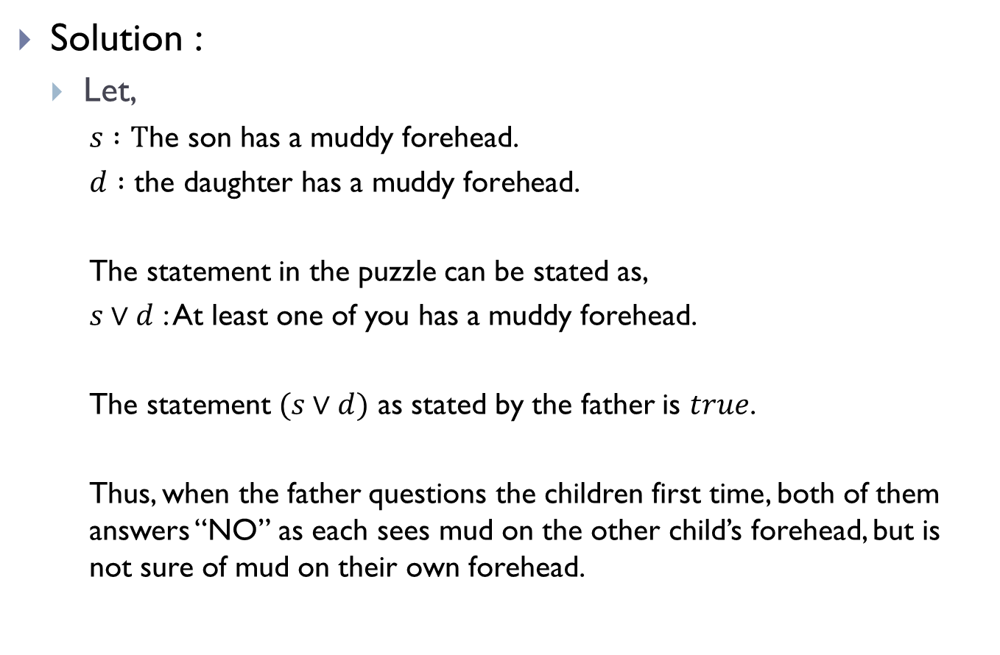 Solution :
Let,
s : The son has a muddy forehead.
d : the daughter has a muddy forehead.
The statement in the puzzle can be stated as,
s ∨ d : At least one of you has a muddy forehead.
The statement (s ∨ d) as stated by the father is true.
Thus, when the father questions the children first time, both of them
answers “NO” as each sees mud on the other child’s forehead, but is
not sure of mud on their own forehead.